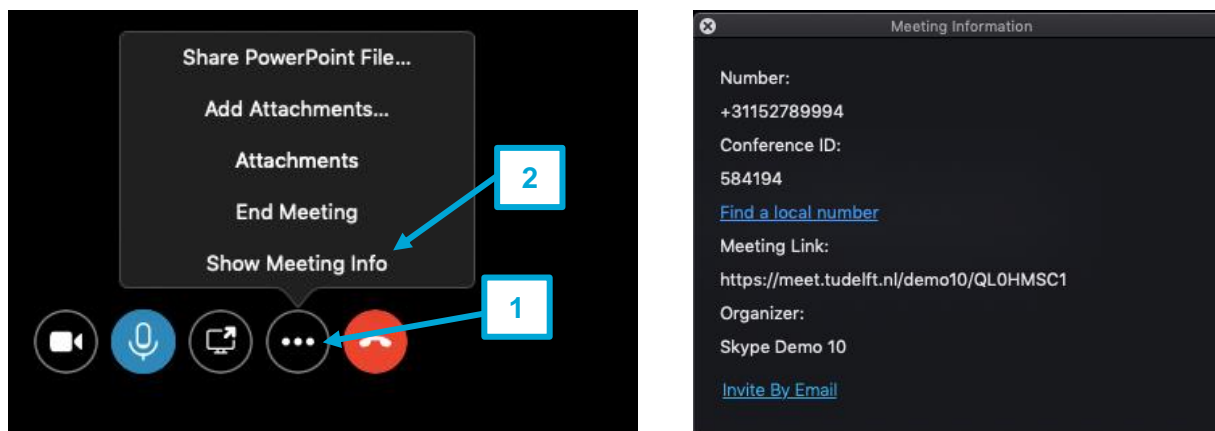 Share PowerPoint File...
Add Attachments...
Attachments
2
End Meeting
Show Meeting Info
1
Meeting Information
Number:
+31152789994
Conference ID:
584194
Find a local number
Meeting Link:
https://meet.tudelft.nl/demo10/QL0HMSC1
Organizer:
Skype Demo 10
Invite By Email